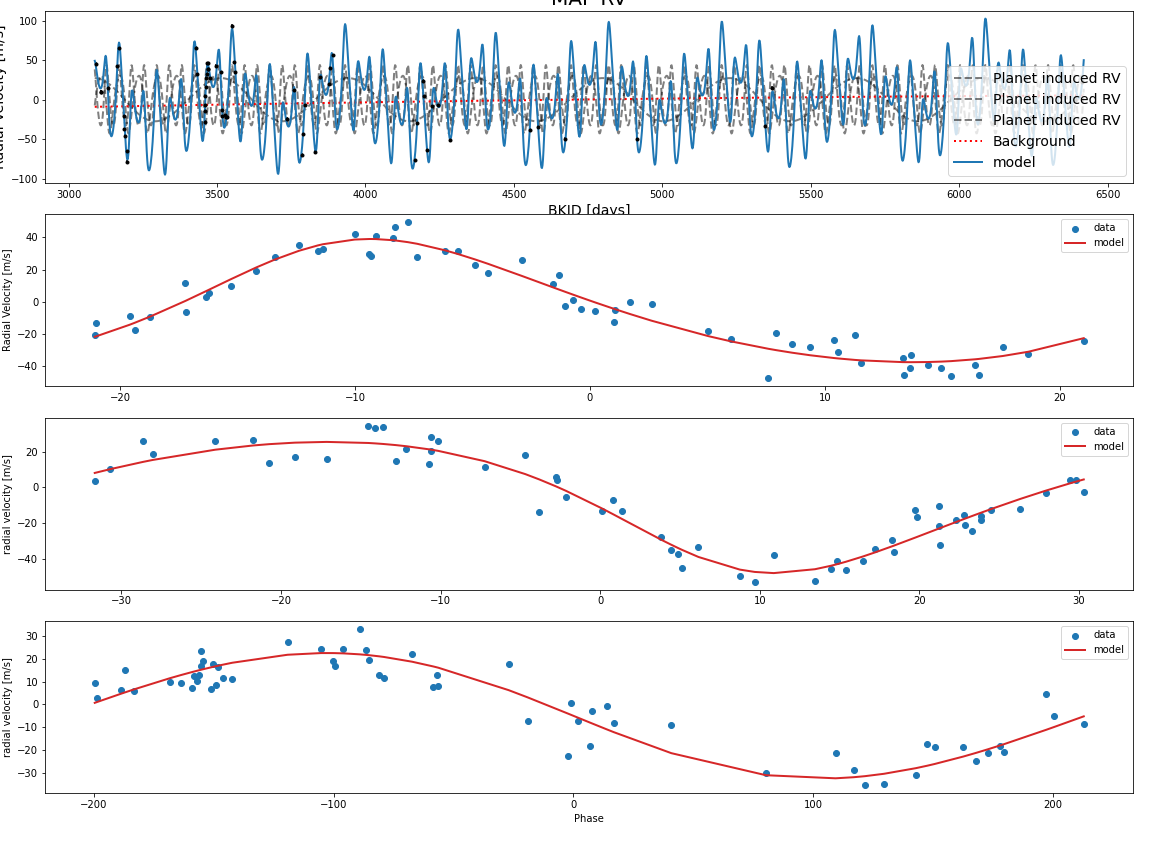 MAP RV
Radial Velocity [m/s]
100
50
0
−50
−100
3000
3500
4000
4500
5000
5500
6000
6500
Planet induced RV
Planet induced RV
Planet induced RV
Background
model
BKJD [days]
Radial Velocity [m/s]
40
20
0
−20
−40
−20
−10
0
10
20
data
model
radial velocity [m/s]
20
0
−20
−40
−30
−20
−10
0
10
20
30
data
model
radial velocity [m/s]
30
20
10
0
−10
−20
−30
−200
−100
0
100
200
data
model
Phase